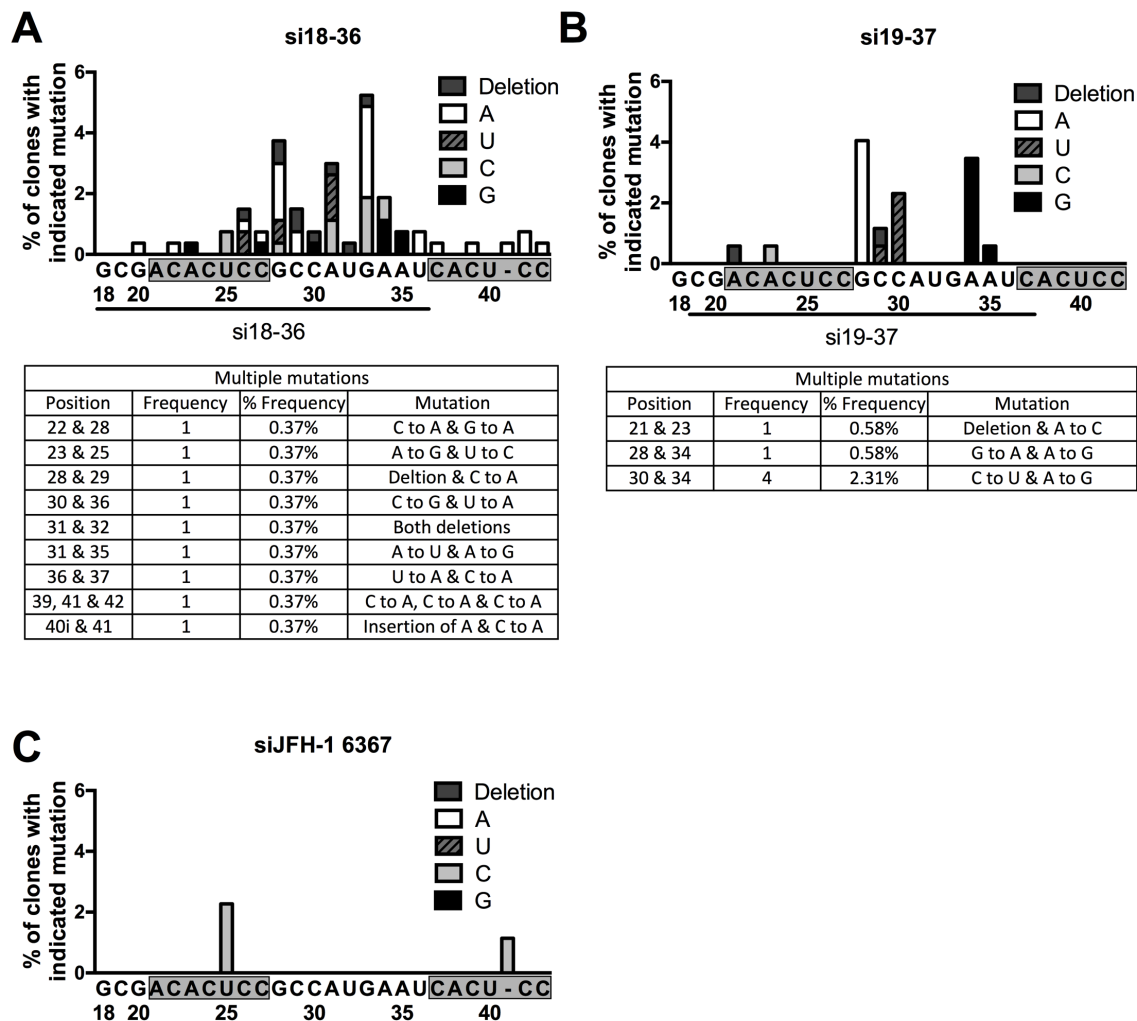 A
si18-36
% of clones with
indicated mutation
6
4
2
0
Deletion
A
U
C
G
GCGACACUCCGCCAUGAAUCACU-CC
18 20 25 30 35 40
si18-36
Multiple mutations
Position Frequency % Frequency Mutation
22 & 28 1 0.37% C to A & G to A
23 & 25 1 0.37% A to G & U to C
28 & 29 1 0.37% Deltion & C to A
30 & 36 1 0.37% C to G & U to A
31 & 32 1 0.37% Both deletions
31 & 35 1 0.37% A to U & A to G
36 & 37 1 0.37% U to A & C to A
39, 41 & 42 1 0.37% C to A, C to A & C to A
40i & 41 1 0.37% Insertion of A & C to A
B
si19-37
% of clones with
indicated mutation
6
4
2
0
Deletion
A
U
C
G
GCGACACUCCGCCAUGAAUCACUCC
18 20 25 30 35 40
si19-37
Multiple mutations
Position Frequency % Frequency Mutation
21 & 23 1 0.58% Deletion & A to C
28 & 34 1 0.58% G to A & A to G
30 & 34 4 2.31% C to U & A to G
C
siJFH-1 6367
% of clones with
indicated mutation
6
4
2
0
Deletion
A
U
C
G
GCGACACUCCGCCAUGAAUCACU-CC
18 20 25 30 35 40